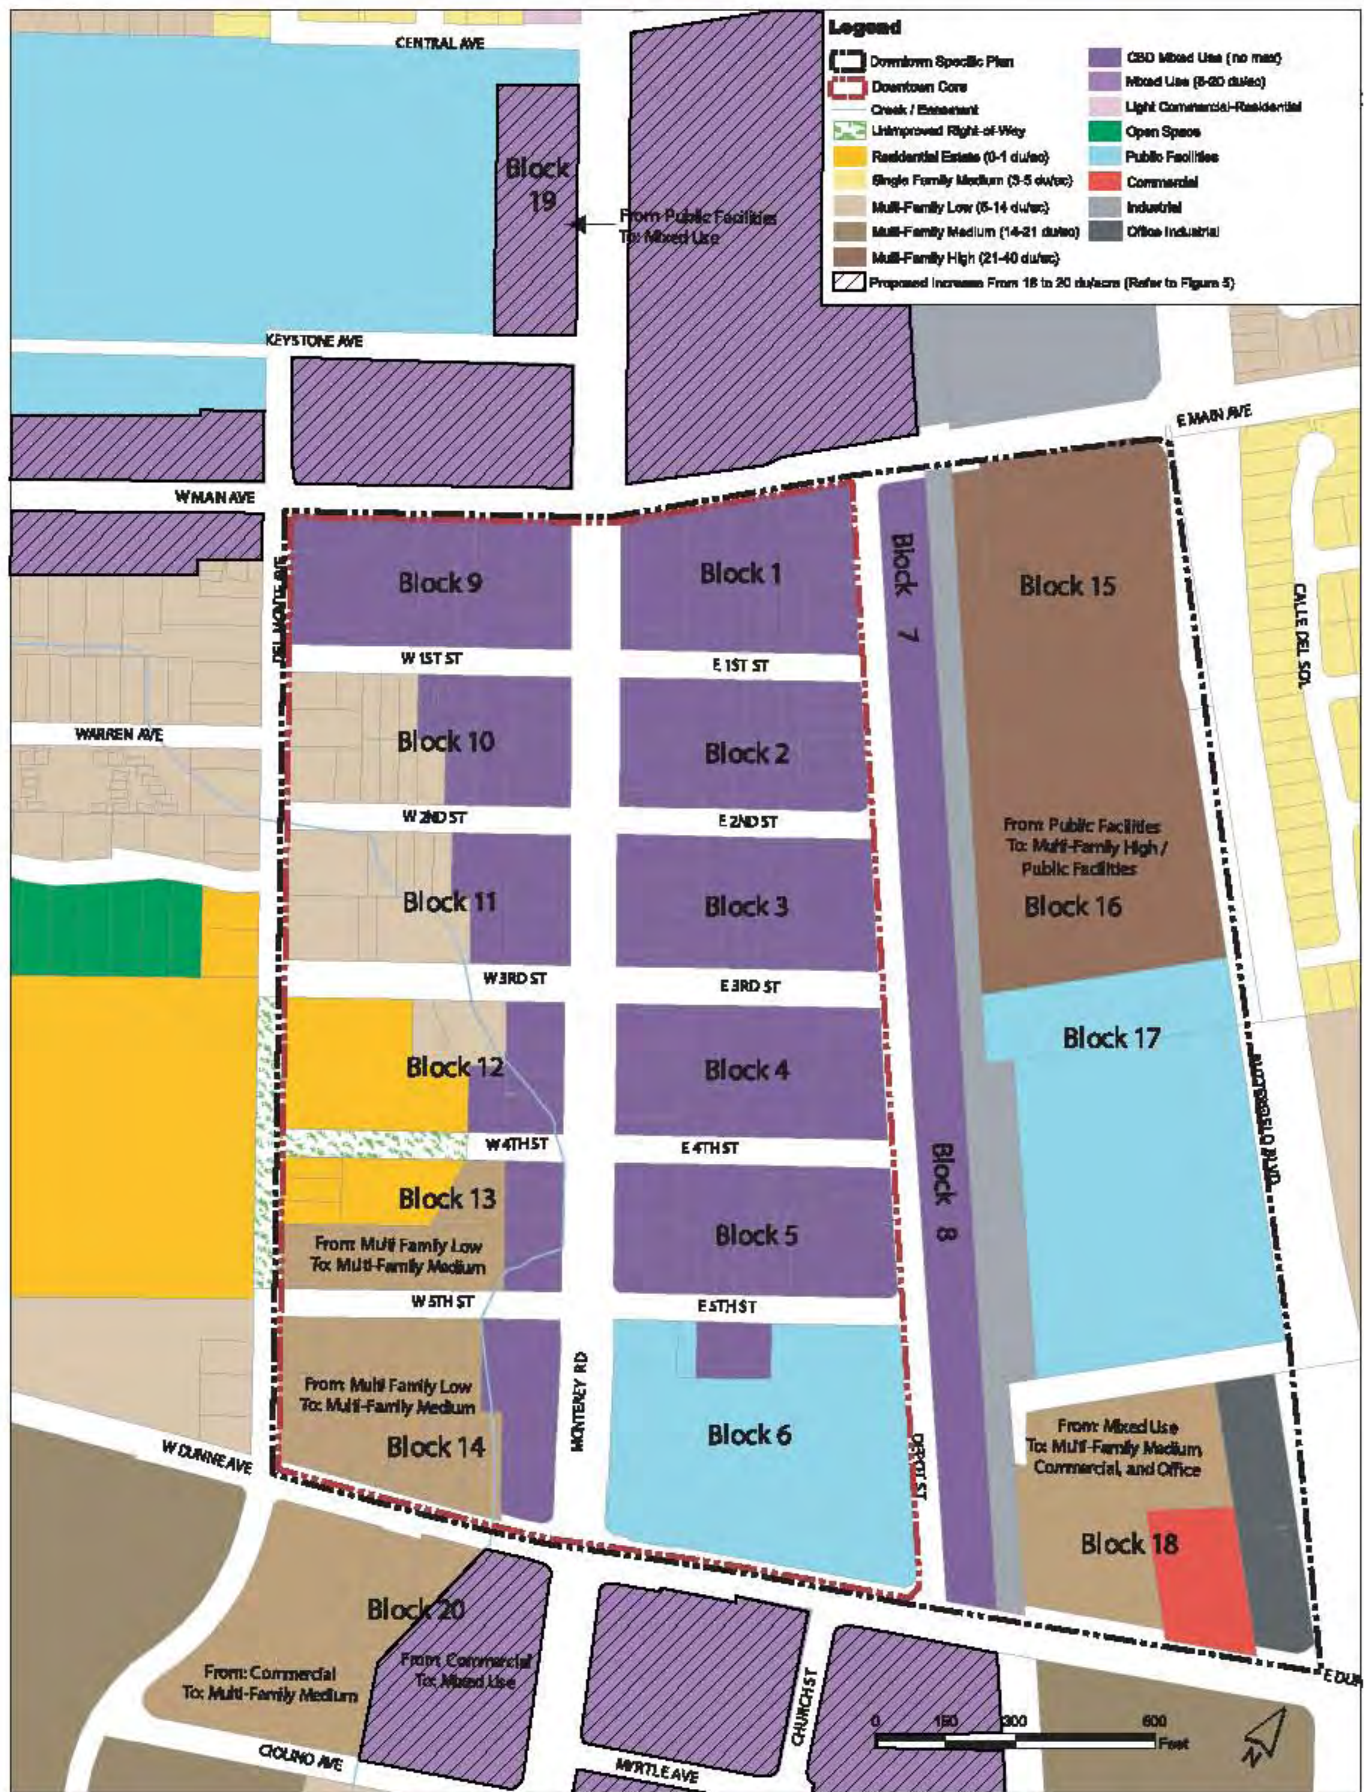 CENTRAL AVE
Legend
Downtown Specific Plan
Downtown Core
Creek / Easement
Unimproved Right-of-Way
Residential Estate (0-1 du/ac)
Single Family Medium (3-5 du/ac)
Multi-Family Low (5-14 du/ac)
Multi-Family Medium (14-21 du/ac)
Multi-Family High (21-40 du/ac)
Proposed Increase From 18 to 20 du/acre (Refer to Figure 5)
CBD Mixed Use (no max)
Mixed Use (8-20 du/ac)
Light Commercial-Residential
Open Space
Public Facilities
Commercial
Industrial
Office Industrial
Block
19
From: Public Facilities
To: Mixed Use
KEYSTONE AVE
E MAIN AVE
W MAIN AVE
DEL MONTE AVE
Block 9
Block 1
Block 7
Block 15
CALLE DEL SOL
W 1ST ST
E 1ST ST
WARREN AVE
Block 10
Block 2
W 2ND ST
E 2ND ST
From: Public Facilities
To: Multi-Family High /
Public Facilities
Block 16
Block 11
Block 3
W 3RD ST
E 3RD ST
Block 17
Block 12
Block 4
BUTTERFIELD BLVD
W 4TH ST
E 4TH ST
Block 8
Block 13
From: Multi Family Low
To: Multi-Family Medium
Block 5
W 5TH ST
E 5TH ST
MONTEREY RD
From: Multi Family Low
To: Multi-Family Medium
Block 14
Block 6
DEPOT ST
From: Mixed Use
To: Multi-Family Medium
Commercial, and Office
Block 18
W DUNNE AVE
Block 20
From: Commercial
To: Multi-Family Medium
From: Commercial
To: Mixed Use
E DUN
CHURCH ST
CIOLINO AVE
MYRTLE AVE
0 150 300 600
Feet
N